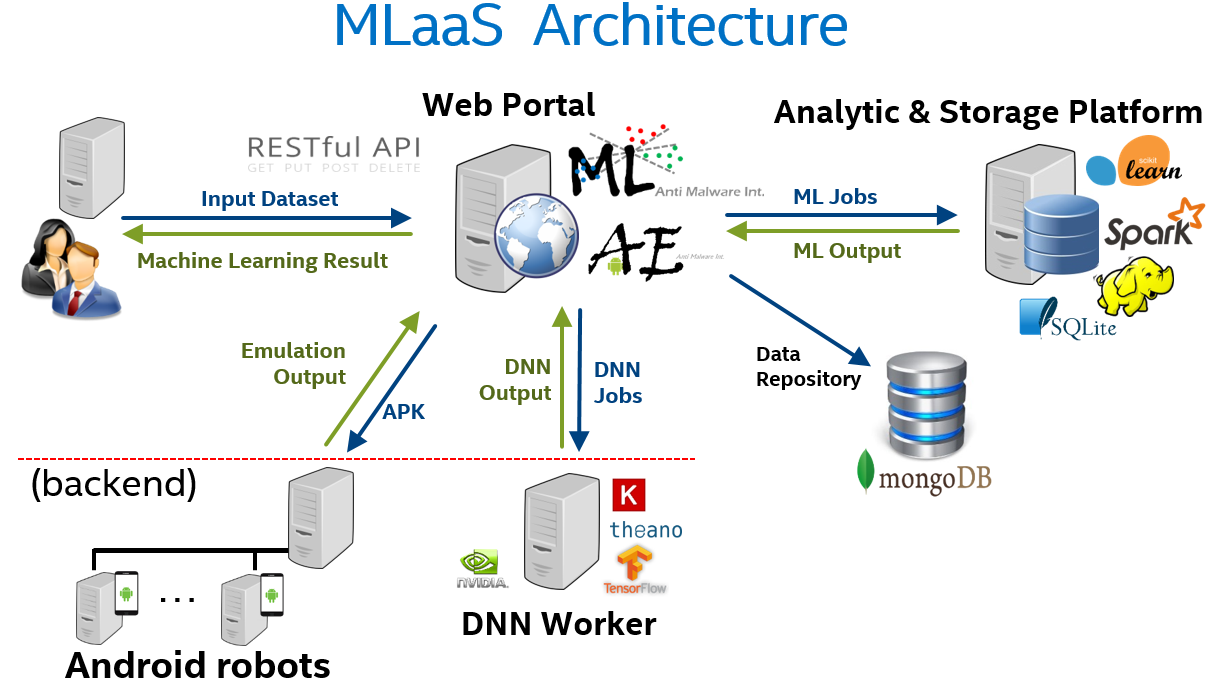 MLaaS Architecture
Web Portal
Analytic & Storage Platform
RESTful API
GET PUT POST DELETE
Input Dataset
Machine Learning Result
ML
Anti Malware Int.
AE
Anti Malware Int.
ML Jobs
ML Output
scikit
learn
Spark
SQLite
Emulation
Output
APK
DNN
Output
DNN
Jobs
Data
Repository
mongoDB
(backend)
K
theano
TensorFlow
NVIDIA.
DNN Worker
...
Android robots